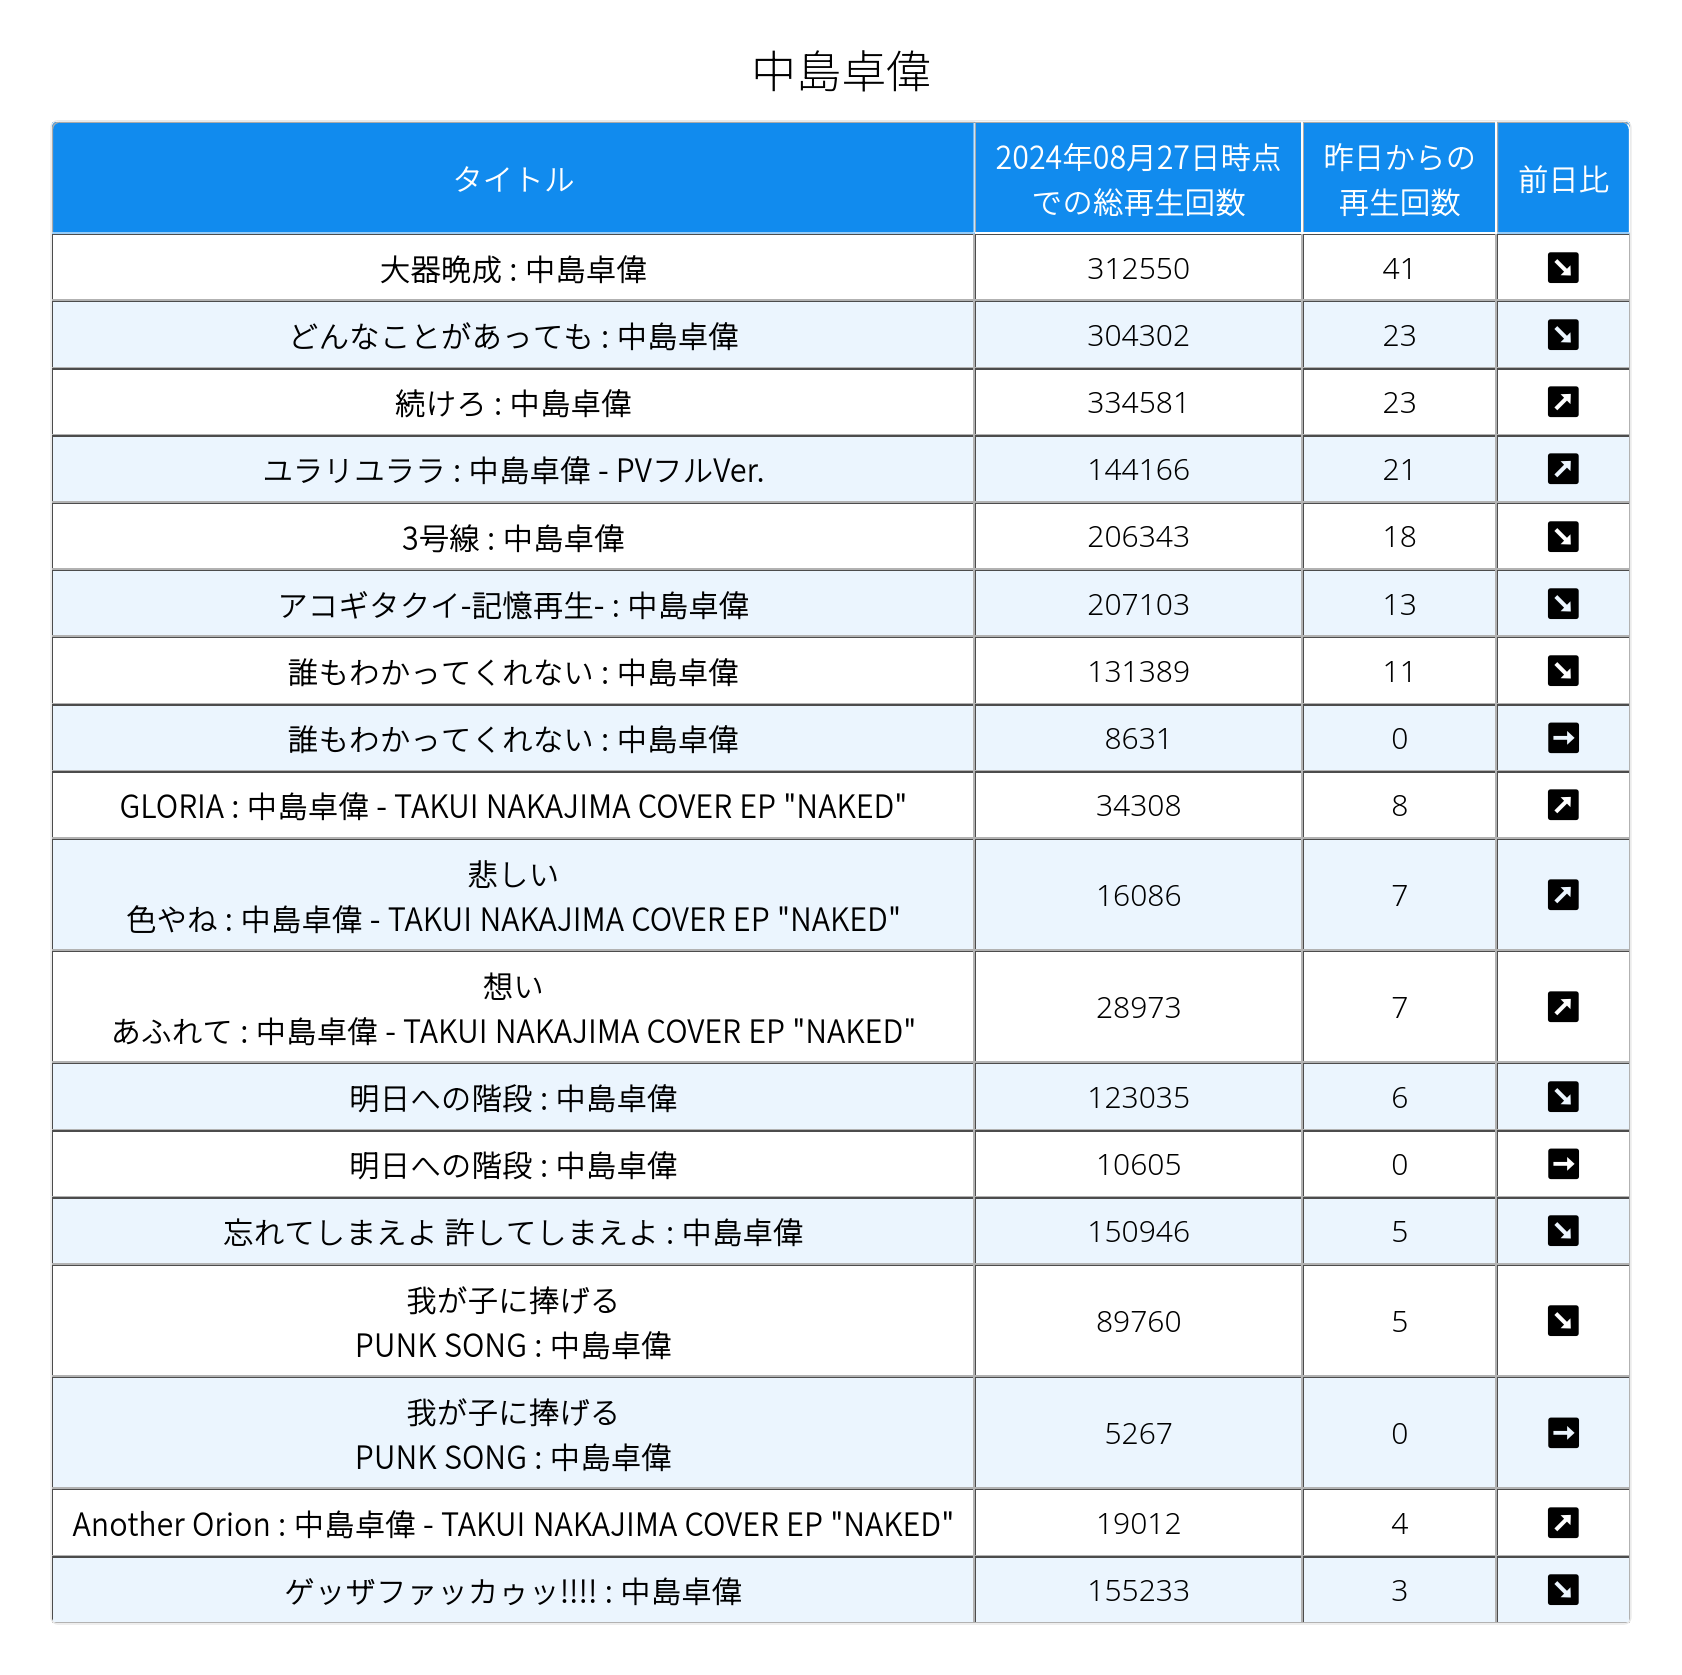 中島卓偉
タイトル
2024年08月27日時点
での総再生回数
昨日からの
再生回数
前日比
大器晩成 : 中島卓偉 312550 41
どんなことがあっても : 中島卓偉 304302 23
続けろ : 中島卓偉 334581 23
ユラリユララ : 中島卓偉 - PVフルVer. 144166 21
3号線 : 中島卓偉 206343 18
アコギタクイ-記憶再生- : 中島卓偉 207103 13
誰もわかってくれない : 中島卓偉 131389 11
誰もわかってくれない : 中島卓偉 8631 0
GLORIA : 中島卓偉 - TAKUI NAKAJIMA COVER EP "NAKED" 34308 8
悲しい
色やね : 中島卓偉 - TAKUI NAKAJIMA COVER EP "NAKED" 16086 7
想い
あふれて : 中島卓偉 - TAKUI NAKAJIMA COVER EP "NAKED" 28973 7
明日への階段 : 中島卓偉 123035 6
明日への階段 : 中島卓偉 10605 0
忘れてしまえよ 許してしまえよ : 中島卓偉 150946 5
我が子に捧げる
PUNK SONG : 中島卓偉 89760 5
我が子に捧げる
PUNK SONG : 中島卓偉 5267 0
Another Orion : 中島卓偉 - TAKUI NAKAJIMA COVER EP "NAKED" 19012 4
ゲッザファッカゥッ!!!! : 中島卓偉 155233 3